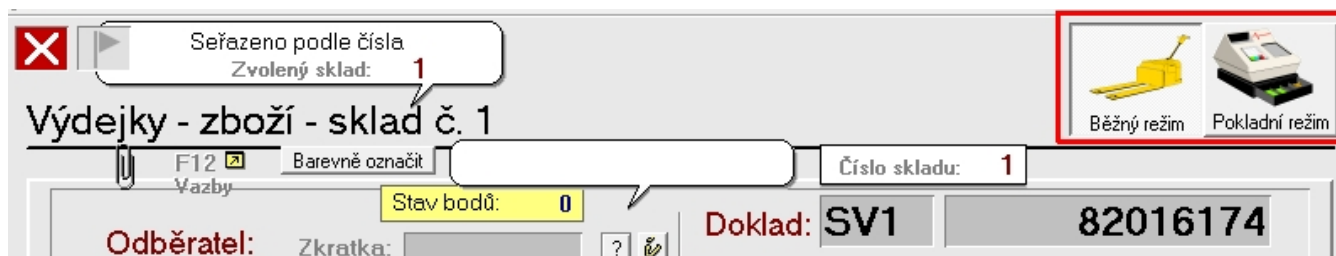 Seřazeno podle čísla
Zvolený sklad: 1
Výdejky - zboží - sklad č. 1
Běžný režim
Pokladní režim
F12
Vazby
Barevně označit
Číslo skladu: 1
Stav bodů: 0
Doklad: SV1 82016174
Odběratel: Zkratka: ?